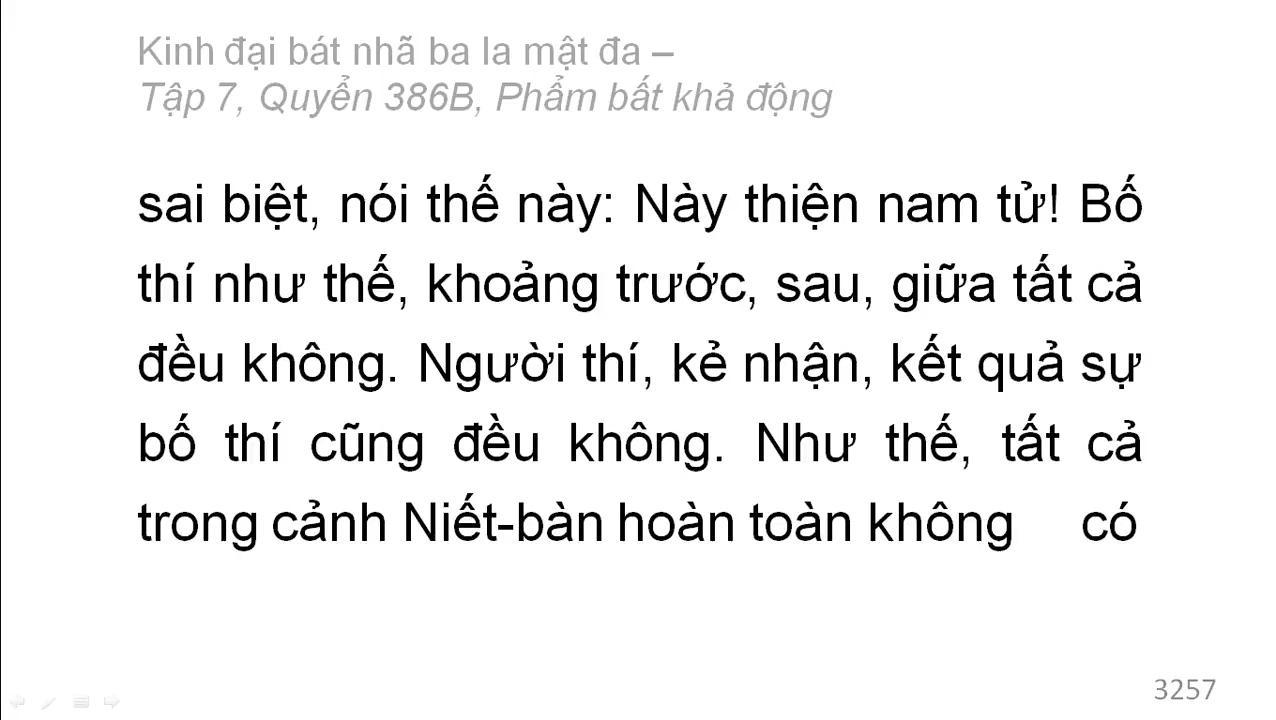 Kinh đại bát nhã ba la mật đa –
Tập 7, Quyển 386B, Phẩm bất khả động
sai biệt, nói thế này: Này thiện nam tử! Bố
thí như thế, khoảng trước, sau, giữa tất cả
đều không. Người thí, kẻ nhận, kết quả sự
bố thí cũng đều không. Như thế, tất cả
trong cảnh Niết-bàn hoàn toàn không có
3257